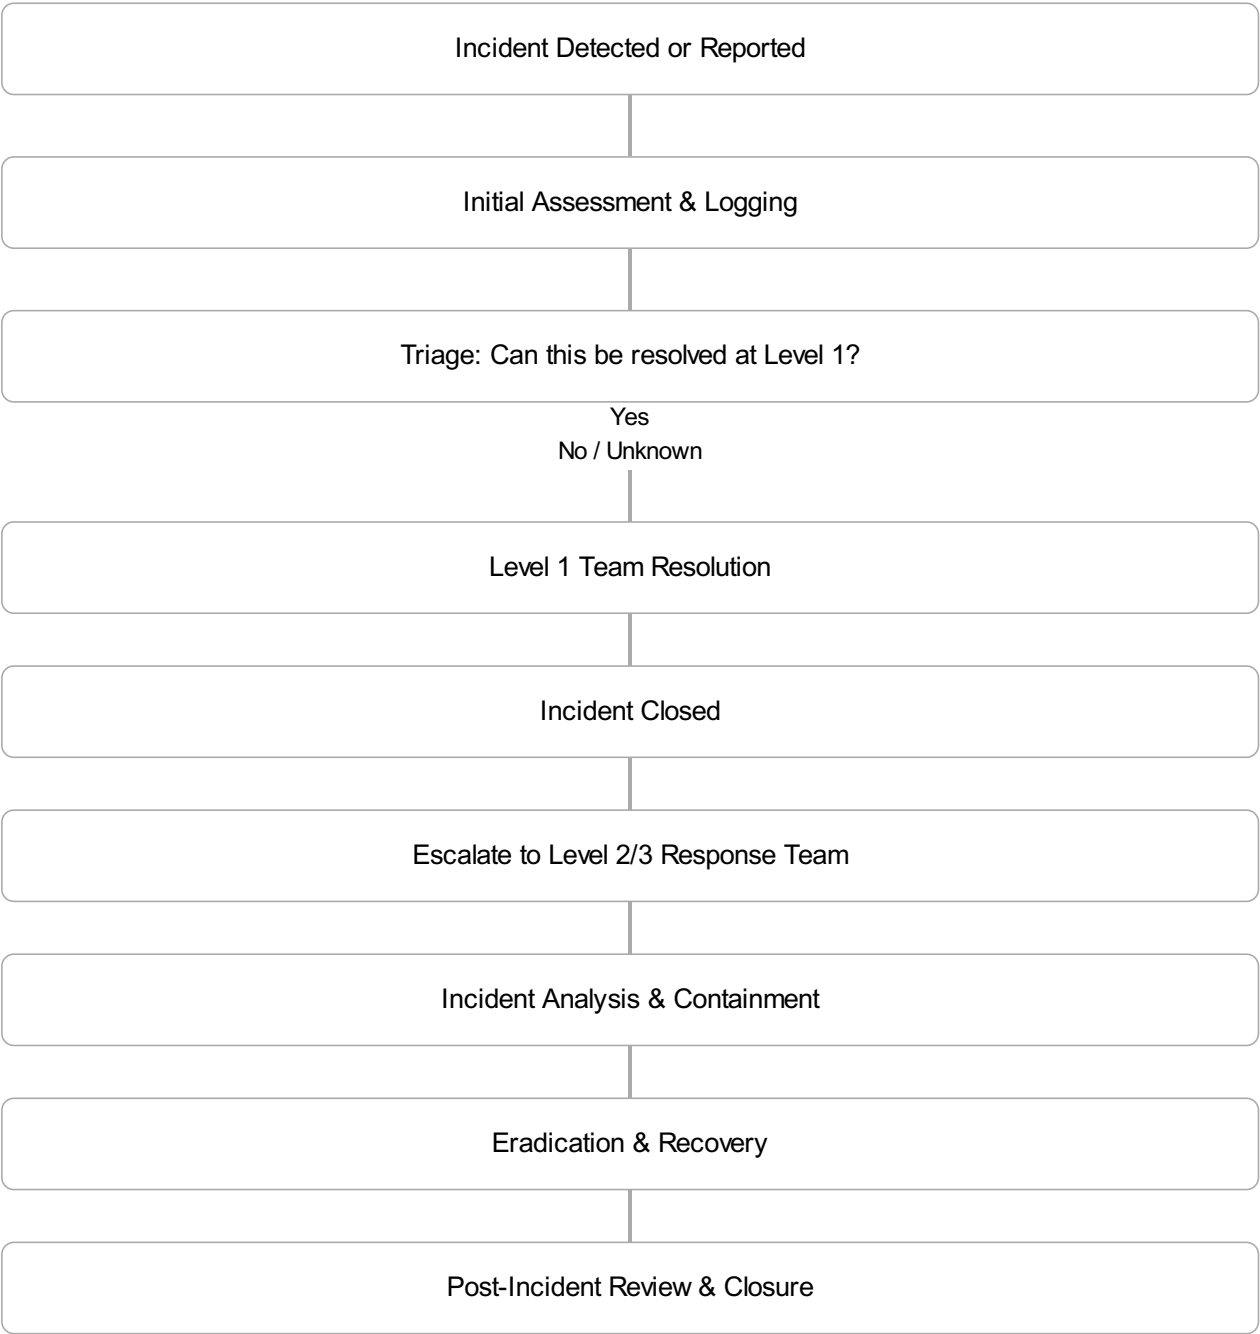 Incident Detected or Reported
Initial Assessment & Logging
Triage: Can this be resolved at Level 1?
Yes
No / Unknown
Level 1 Team Resolution
Incident Closed
Escalate to Level 2/3 Response Team
Incident Analysis & Containment
Eradication & Recovery
Post-Incident Review & Closure